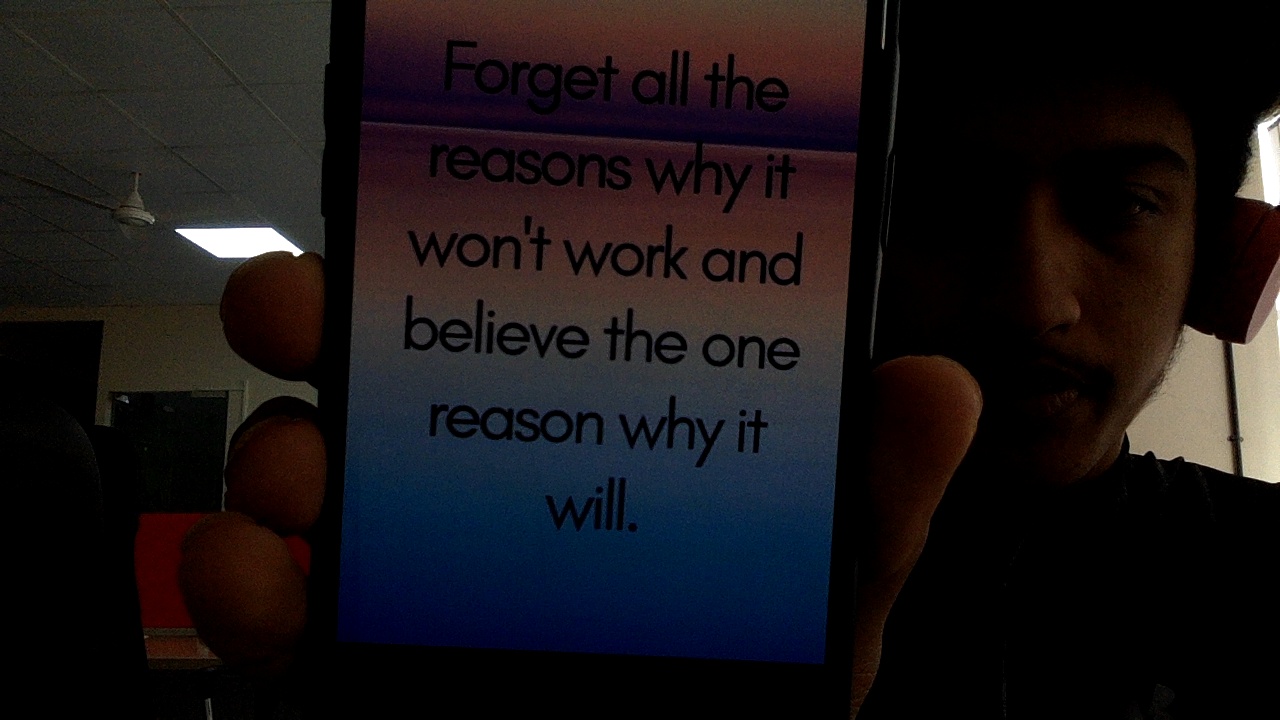 Forget all the
reasons why it
won't work and
believe the one
reason why it
will.